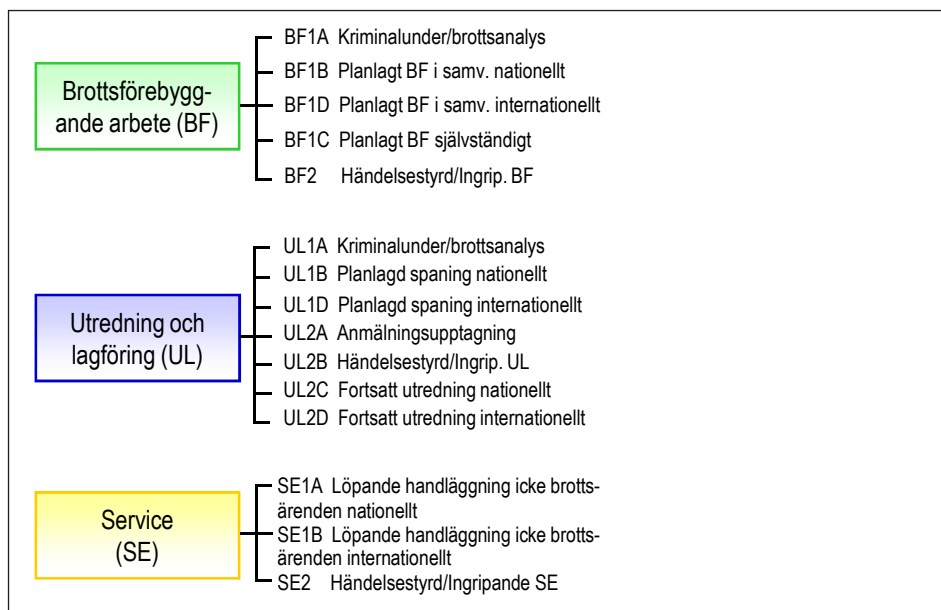 Brottsförebygg-
ande arbete (BF)
BF1A Kriminalunder/brottsanalys
BF1B Planlagt BF i samv. nationellt
BF1D Planlagt BF i samv. internationellt
BF1C Planlagt BF självständigt
BF2 Händelsestyrd/Ingrip. BF
Utredning och
lagföring (UL)
UL1A Kriminalunder/brottsanalys
UL1B Planlagd spaning nationellt
UL1D Planlagd spaning internationellt
UL2A Anmälningsupptagning
UL2B Händelsestyrd/Ingrip. UL
UL2C Fortsatt utredning nationellt
UL2D Fortsatt utredning internationellt
Service
(SE)
SE1A Löpande handläggning icke brotts-
ärenden nationellt
SE1B Löpande handläggning icke brotts-
ärenden internationellt
SE2 Händelsestyrd/Ingripande SE